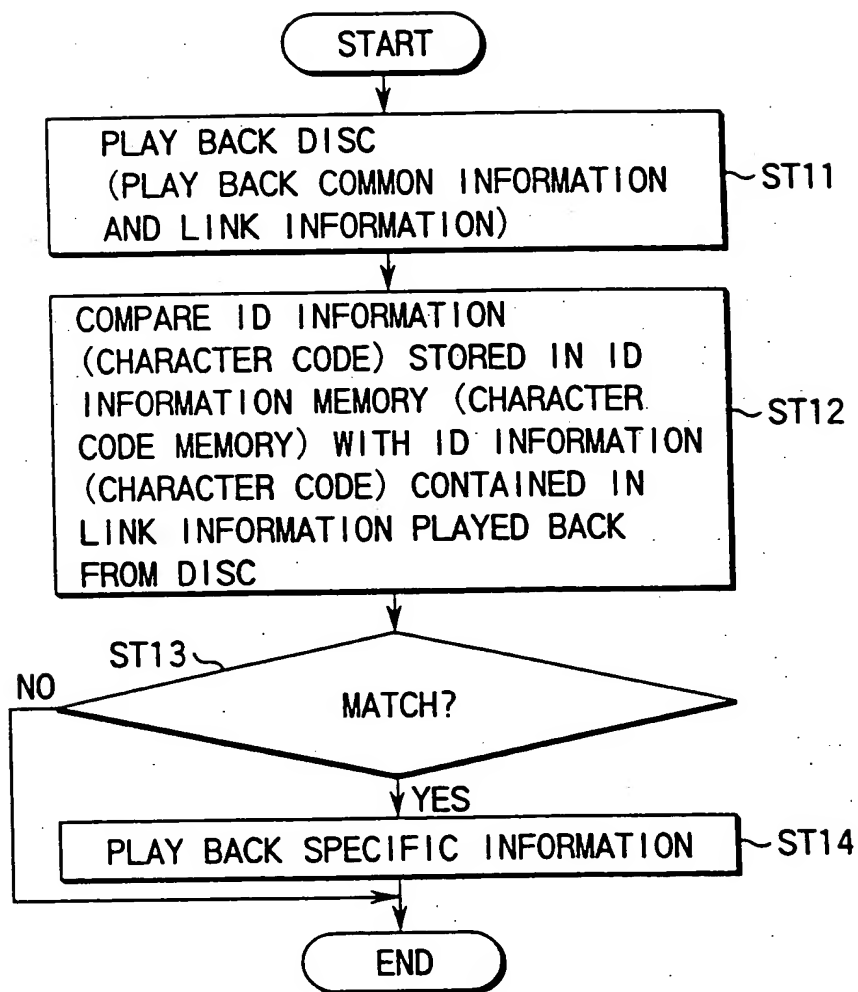 START
PLAY BACK DISC
(PLAY BACK COMMON INFORMATION
AND LINK INFORMATION)
ST11
COMPARE ID INFORMATION
(CHARACTER CODE) STORED IN ID
INFORMATION MEMORY (CHARACTER
CODE MEMORY) WITH ID INFORMATION
(CHARACTER CODE) CONTAINED IN
LINK INFORMATION PLAYED BACK
FROM DISC
ST12
ST13
NO
MATCH?
YES
PLAY BACK SPECIFIC INFORMATION
ST14
END